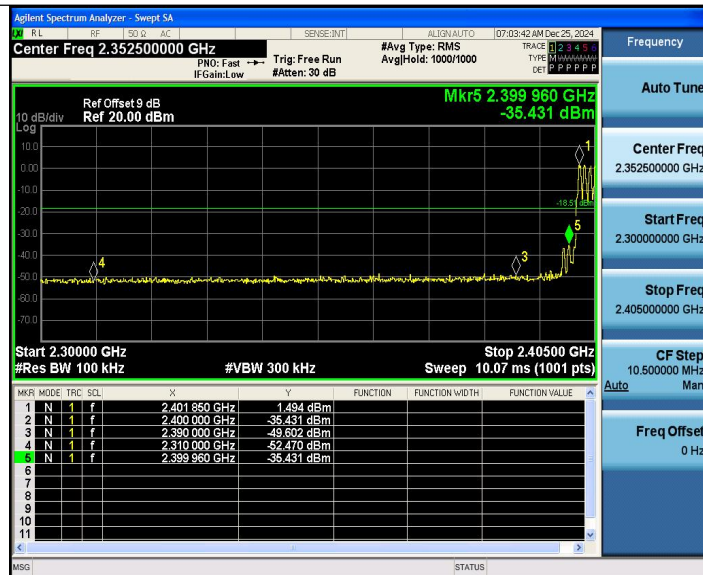 Agilent Spectrum Analyzer - Swept SA
RL RF 50 Ω AC SENSE:INT ALIGN AUTO 07:03:42 AM Dec 25, 2024
Center Freq 2.352500000 GHz
PNO: Fast
IFGain:Low
Trig: Free Run
#Atten: 30 dB
#Avg Type: RMS
Avg|Hold: 1000/1000
TRACE 1 2 3 4 5 6
TYPE M WWWWW
DET P P P P P P
Frequency
Auto Tune
Center Freq
2.352500000 GHz
Start Freq
2.300000000 GHz
Stop Freq
2.405000000 GHz
CF Step
10.500000 MHz
Auto Man
Freq Offset
0 Hz
Mkr5 2.399 960 GHz
-35.431 dBm
Ref Offset 9 dB
10 dB/div Ref 20.00 dBm
Log
10.0
0.00
-10.0
-20.0
-30.0
-40.0
-50.0
-60.0
-70.0
1
5
3
4
Start 2.30000 GHz Stop 2.40500 GHz
#Res BW 100 kHz #VBW 300 kHz Sweep 10.07 ms (1001 pts)
MKR MODE TRC SCL X Y FUNCTION FUNCTION WIDTH FUNCTION VALUE
1 N 1 f 2.401 850 GHz 1.494 dBm
2 N 1 f 2.400 000 GHz -35.431 dBm
3 N 1 f 2.390 000 GHz -49.602 dBm
4 N 1 f 2.310 000 GHz -52.470 dBm
5 N 1 f 2.399 960 GHz -35.431 dBm
6
7
8
9
10
11
MSG STATUS